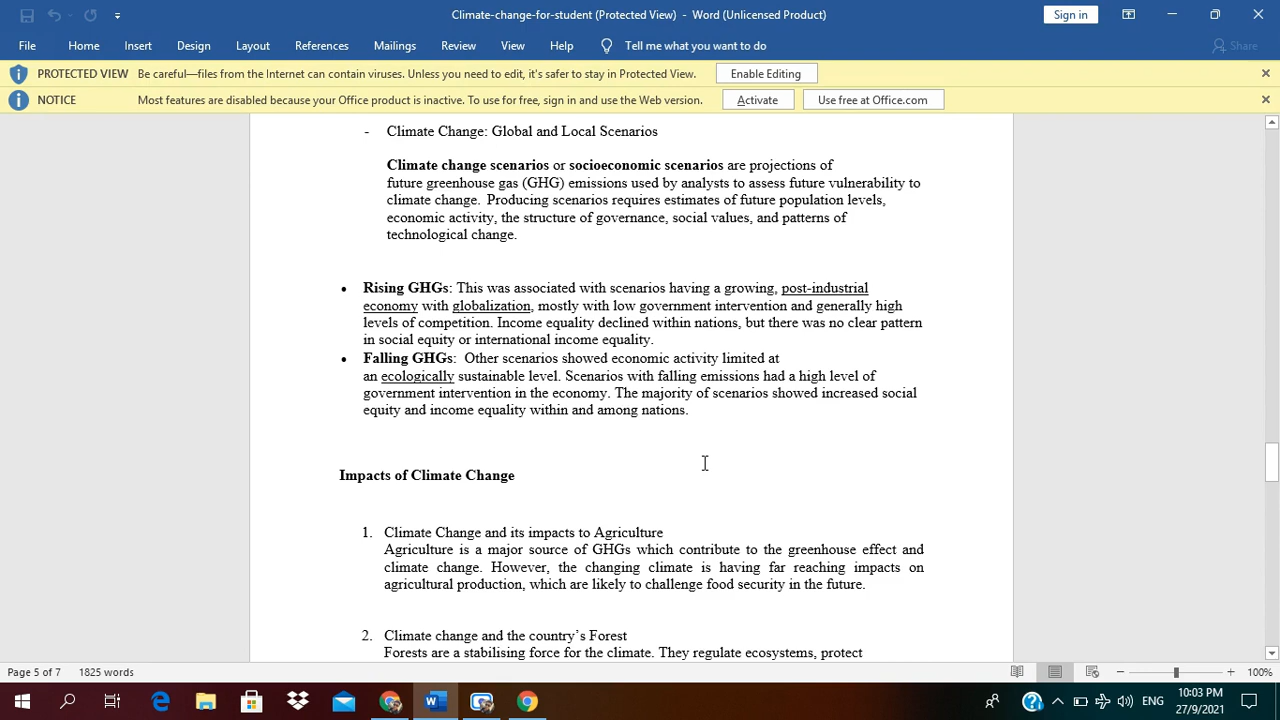 Climate-change-for-student (Protected View) - Word (Unlicensed Product)
Sign in
File Home Insert Design Layout References Mailings Review View Help Tell me what you want to do Share
PROTECTED VIEW Be careful—files from the Internet can contain viruses. Unless you need to edit, it's safer to stay in Protected View. Enable Editing
NOTICE Most features are disabled because your Office product is inactive. To use for free, sign in and use the Web version. Activate Use free at Office.com
- Climate Change: Global and Local Scenarios
Climate change scenarios or socioeconomic scenarios are projections of
future greenhouse gas (GHG) emissions used by analysts to assess future vulnerability to
climate change. Producing scenarios requires estimates of future population levels,
economic activity, the structure of governance, social values, and patterns of
technological change.
• Rising GHGs: This was associated with scenarios having a growing, post-industrial
economy with globalization, mostly with low government intervention and generally high
levels of competition. Income equality declined within nations, but there was no clear pattern
in social equity or international income equality.
• Falling GHGs: Other scenarios showed economic activity limited at
an ecologically sustainable level. Scenarios with falling emissions had a high level of
government intervention in the economy. The majority of scenarios showed increased social
equity and income equality within and among nations.
Impacts of Climate Change
1. Climate Change and its impacts to Agriculture
Agriculture is a major source of GHGs which contribute to the greenhouse effect and
climate change. However, the changing climate is having far reaching impacts on
agricultural production, which are likely to challenge food security in the future.
2. Climate change and the country's Forest
Forests are a stabilising force for the climate. They regulate ecosystems, protect
Page 5 of 7 1825 words
100%
ENG
10:03 PM
27/9/2021